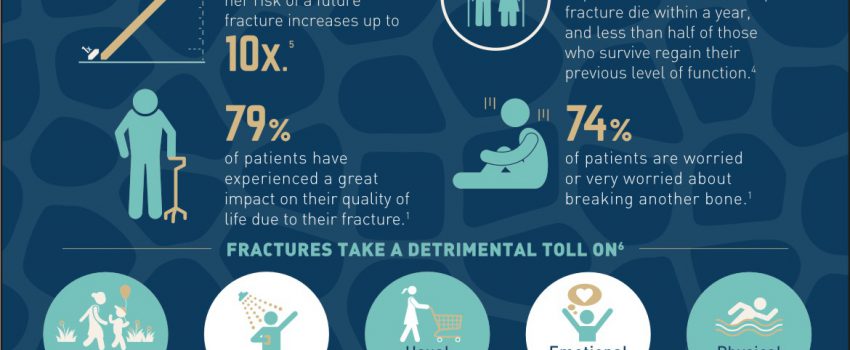 her risk of a future
fracture increases up to
10x.5
fracture die within a year,
and less than half of those
who survive regain their
previous level of function.4
79%
of patients have
experienced a great
impact on their quality of
life due to their fracture.1
74%
of patients are worried
or very worried about
breaking another bone.1
FRACTURES TAKE A DETRIMENTAL TOLL ON6
Usual
Emotional
Physical